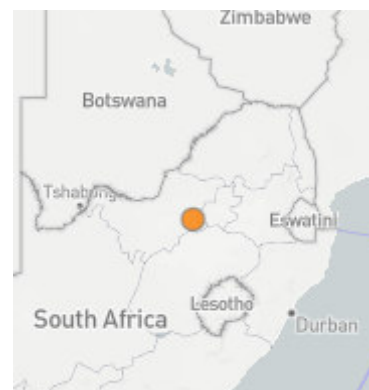 Zimbabwe
Botswana
Tshabong
Eswatini
Lesotho
South Africa
Durban